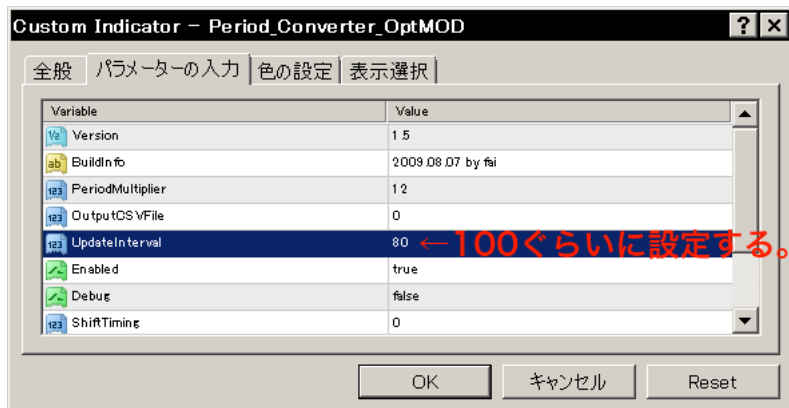 Custom Indicator - Period_Converter_OptMOD
全般 パラメーターの入力 色の設定 表示選択
Variable Value
Version 1.5
BuildInfo 2009.08.07 by fai
PeriodMultiplier 12
OutputCSVFile 0
UpdateInterval 80 ←100ぐらいに設定する。
Enabled true
Debug false
ShiftTiming 0
OK キャンセル Reset